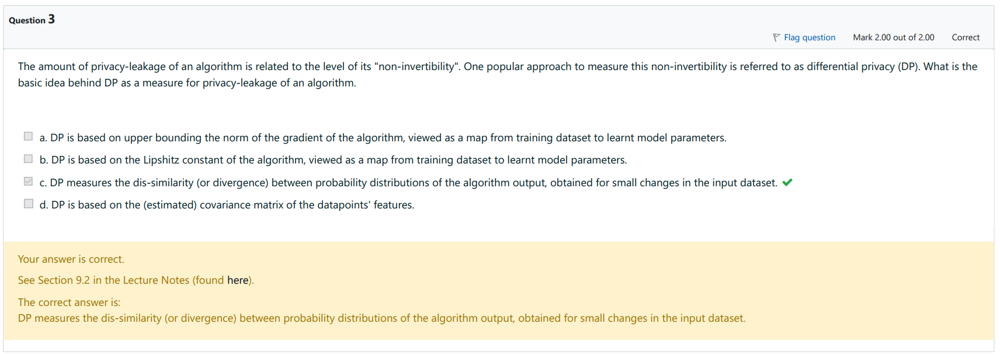 Question 3
Flag question Mark 2.00 out of 2.00 Correct
The amount of privacy-leakage of an algorithm is related to the level of its "non-invertibility". One popular approach to measure this non-invertibility is referred to as differential privacy (DP). What is the
basic idea behind DP as a measure for privacy-leakage of an algorithm.
a. DP is based on upper bounding the norm of the gradient of the algorithm, viewed as a map from training dataset to learnt model parameters.
b. DP is based on the Lipshitz constant of the algorithm, viewed as a map from training dataset to learnt model parameters.
c. DP measures the dis-similarity (or divergence) between probability distributions of the algorithm output, obtained for small changes in the input dataset.
d. DP is based on the (estimated) covariance matrix of the datapoints' features.
Your answer is correct.
See Section 9.2 in the Lecture Notes (found here).
The correct answer is:
DP measures the dis-similarity (or divergence) between probability distributions of the algorithm output, obtained for small changes in the input dataset.